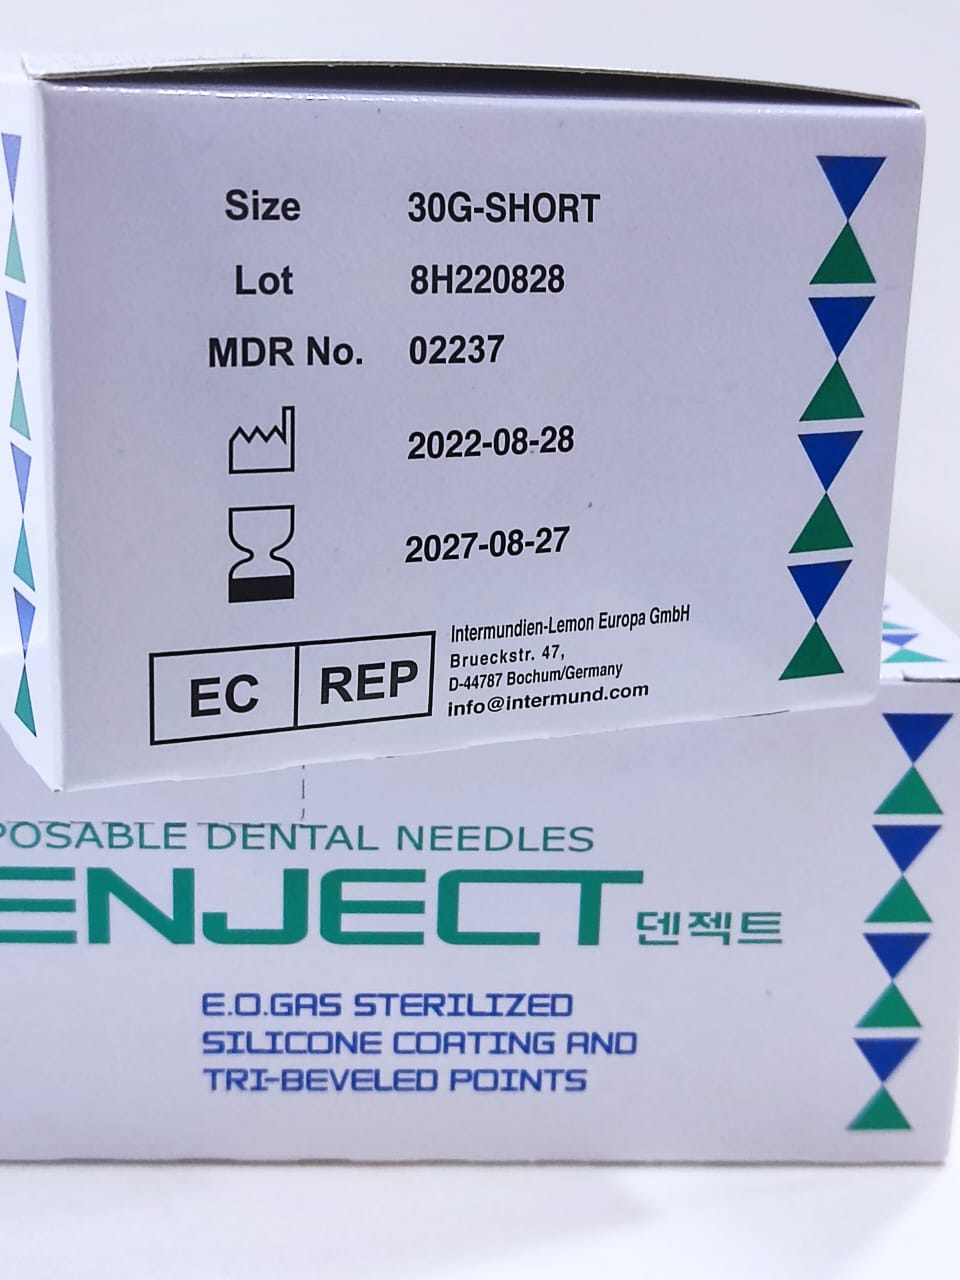 Size 30G-SHORT
Lot 8H220828
MDR No. 02237
2022-08-28
2027-08-27
EC REP
Intermundien-Lemon Europa GmbH
Brueckstr. 47,
D-44787 Bochum/Germany
info@intermund.com
POSABLE DENTAL NEEDLES
ENJECT 덴젝트
E.O.GAS STERILIZED
SILICONE COATING AND
TRI-BEVELED POINTS